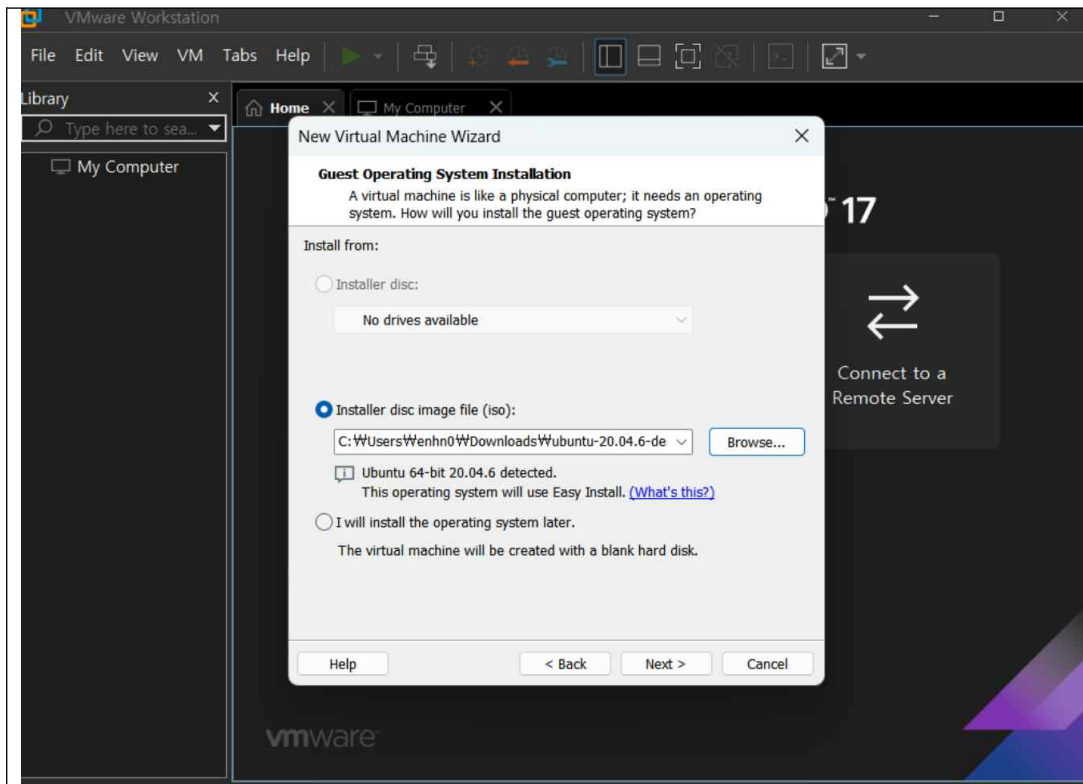 VMware Workstation
File Edit View VM Tabs Help
Library X
Type here to sea...
My Computer
Home
My Computer
™ 17
Connect to a
Remote Server
New Virtual Machine Wizard
Guest Operating System Installation
A virtual machine is like a physical computer; it needs an operating
system. How will you install the guest operating system?
Install from:
Installer disc:
No drives available
Installer disc image file (iso):
C:₩Users₩enhn0₩Downloads₩ubuntu-20.04.6-de
Browse...
Ubuntu 64-bit 20.04.6 detected.
This operating system will use Easy Install. (What's this?)
I will install the operating system later.
The virtual machine will be created with a blank hard disk.
Help
< Back
Next >
Cancel
vmware